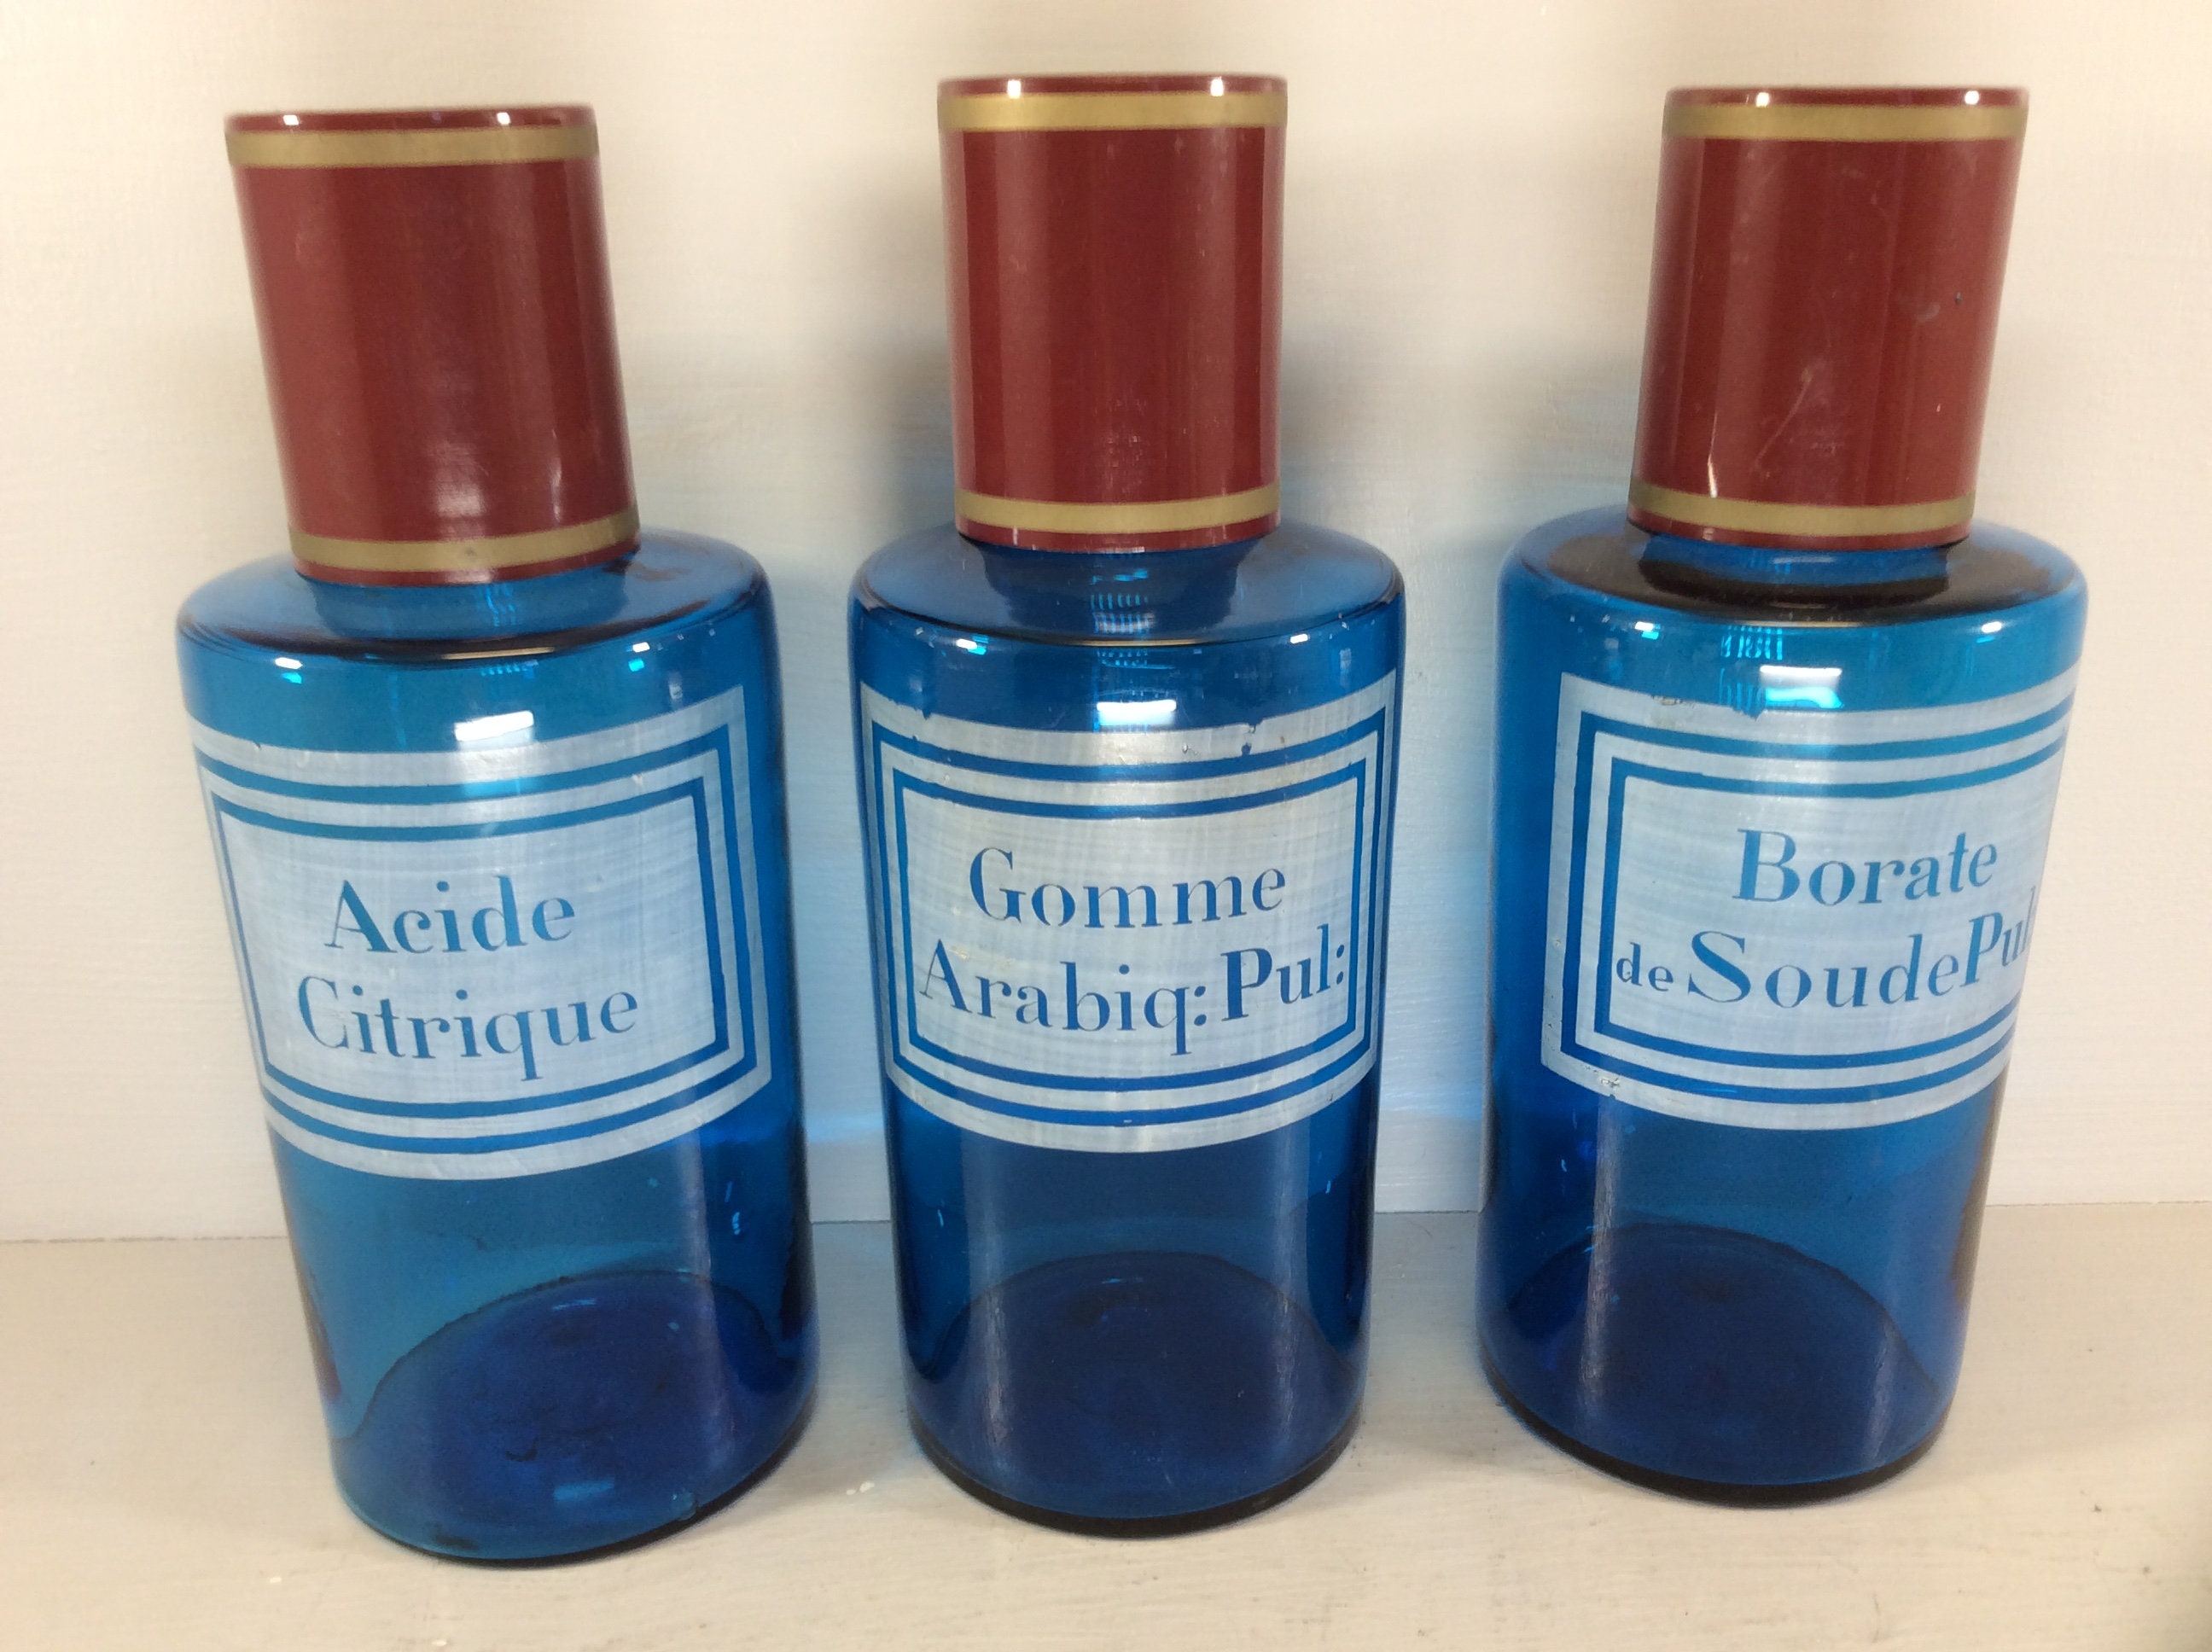 Acide
Citrique
Gomme
Arabiq: Pul:
Borate
de Soude Pul